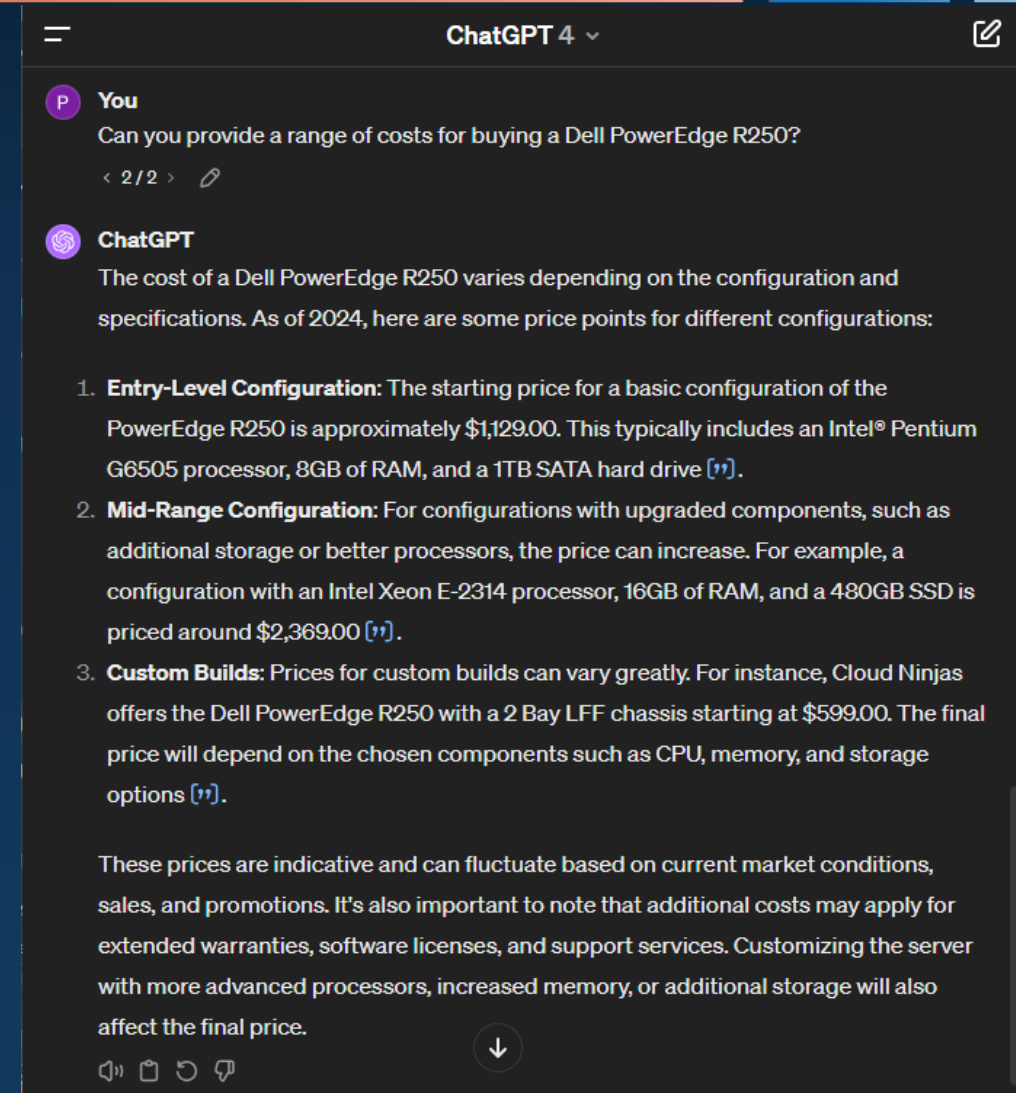 ChatGPT 4
P
You
Can you provide a range of costs for buying a Dell PowerEdge R250?
< 2 / 2 >
ChatGPT
The cost of a Dell PowerEdge R250 varies depending on the configuration and
specifications. As of 2024, here are some price points for different configurations:
1. Entry-Level Configuration: The starting price for a basic configuration of the
PowerEdge R250 is approximately $1,129.00. This typically includes an Intel® Pentium
G6505 processor, 8GB of RAM, and a 1TB SATA hard drive [”].
2. Mid-Range Configuration: For configurations with upgraded components, such as
additional storage or better processors, the price can increase. For example, a
configuration with an Intel Xeon E-2314 processor, 16GB of RAM, and a 480GB SSD is
priced around $2,369.00 [”].
3. Custom Builds: Prices for custom builds can vary greatly. For instance, Cloud Ninjas
offers the Dell PowerEdge R250 with a 2 Bay LFF chassis starting at $599.00. The final
price will depend on the chosen components such as CPU, memory, and storage
options [”].
These prices are indicative and can fluctuate based on current market conditions,
sales, and promotions. It's also important to note that additional costs may apply for
extended warranties, software licenses, and support services. Customizing the server
with more advanced processors, increased memory, or additional storage will also
affect the final price.